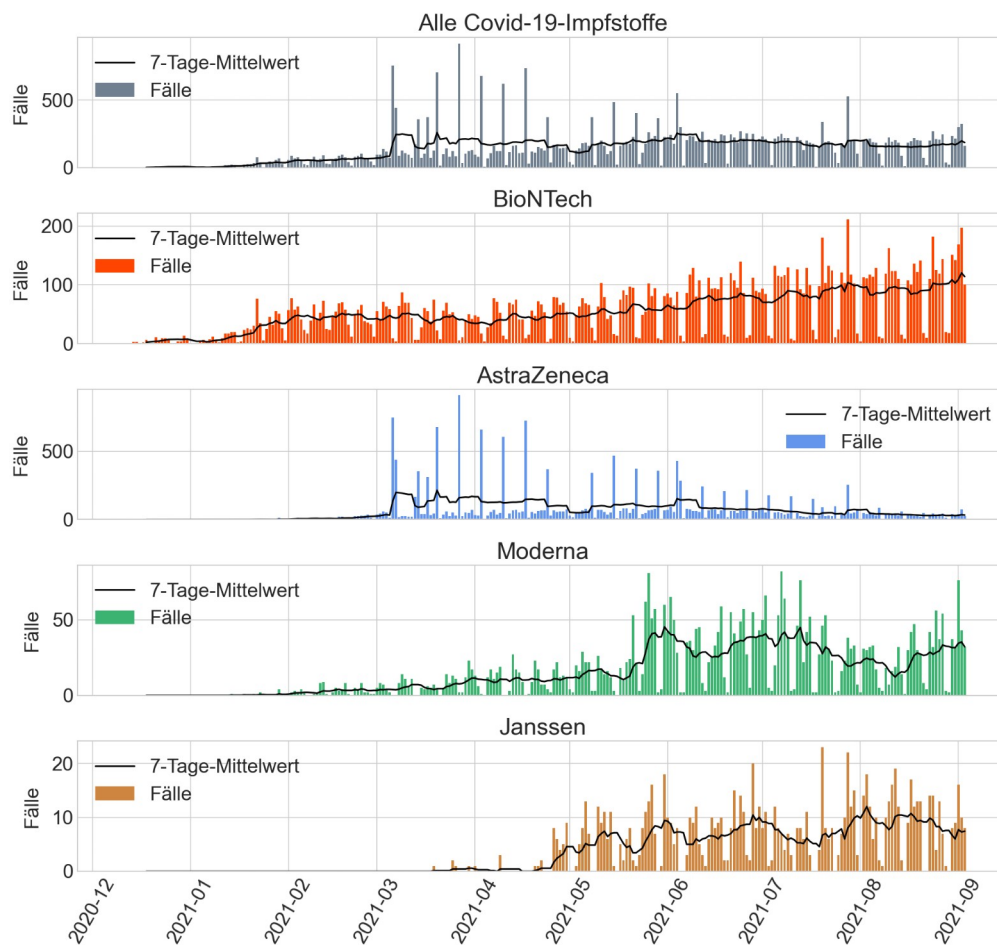 Alle Covid-19-Impfstoffe
7-Tage-Mittelwert
Fälle
Fälle
500
0
BioNTech
7-Tage-Mittelwert
Fälle
Fälle
200
100
0
AstraZeneca
7-Tage-Mittelwert
Fälle
Fälle
500
0
Moderna
7-Tage-Mittelwert
Fälle
Fälle
50
0
Janssen
7-Tage-Mittelwert
Fälle
Fälle
20
10
0
2020-12
2021-01
2021-02
2021-03
2021-04
2021-05
2021-06
2021-07
2021-08
2021-09